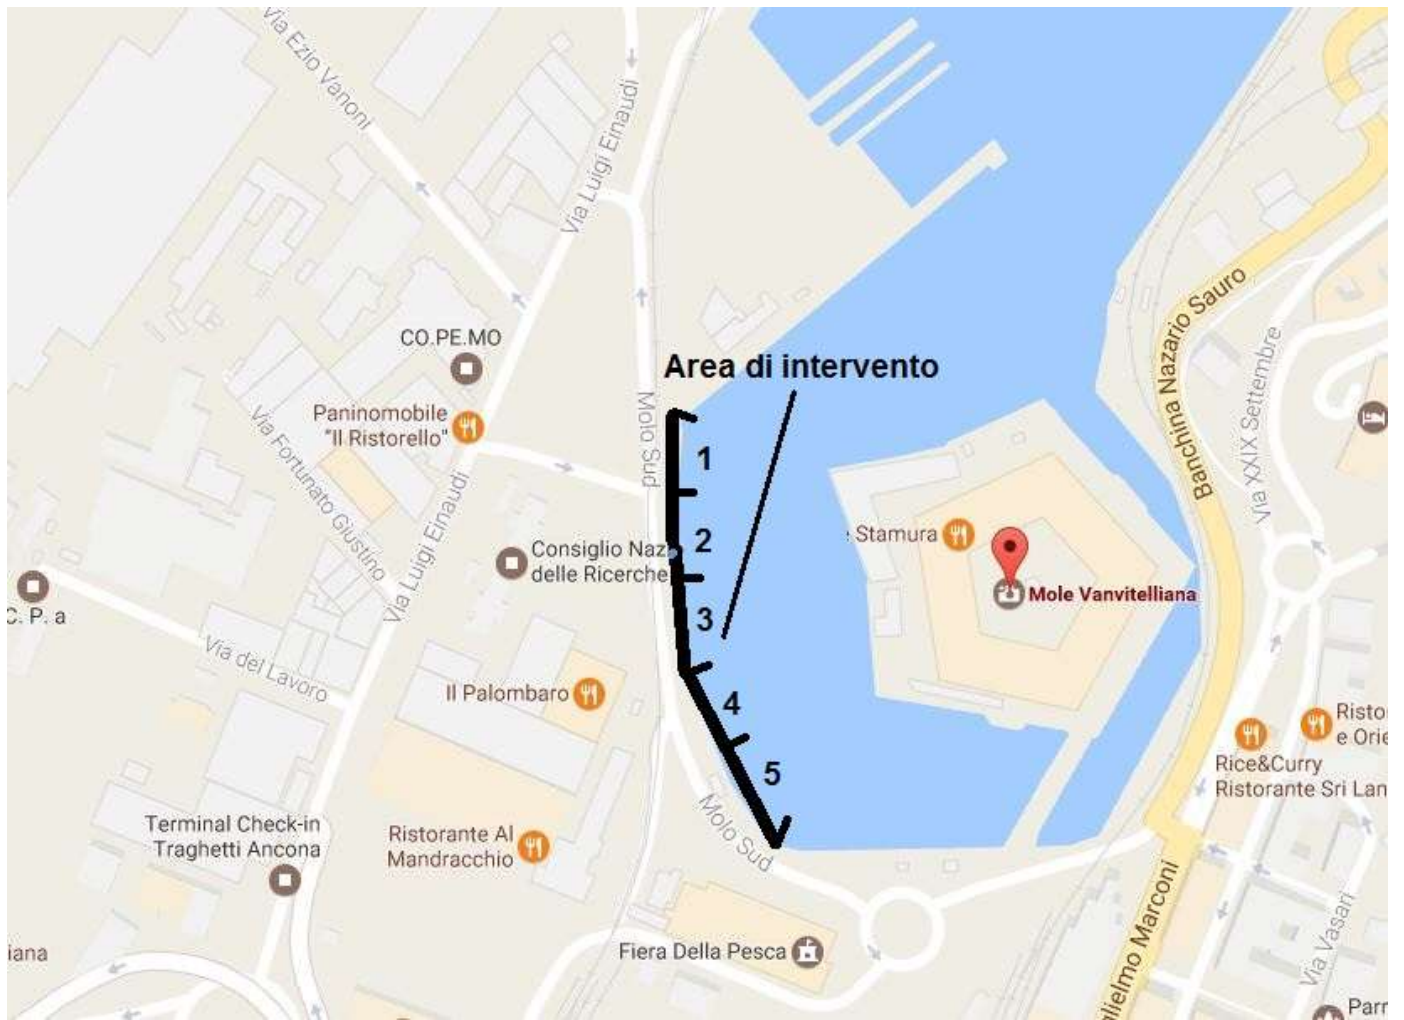 Via Ezio Vanoni
Via Luigi Einaudi
Banchina Nazario Sauro
CO.PE.MO
Area di intervento
Via XXIX Settembre
Paninomobile
"Il Ristorello"
Molo Sud
Via Fortunato Giustino
1
2
3
4
5
Consiglio Naz
delle Ricerche
Stamura
Mole Vanvitelliana
Via Luigi Einaudi
C. P. a
Via del Lavoro
Il Palombaro
Risto
e Orie
Rice&Curry
Ristorante Sri Lan
Molo Sud
Terminal Check-in
Traghetti Ancona
Ristorante Al
Mandracchio
Fiera Della Pesca
iana
glielmo Marconi
Via Vasari
Parr